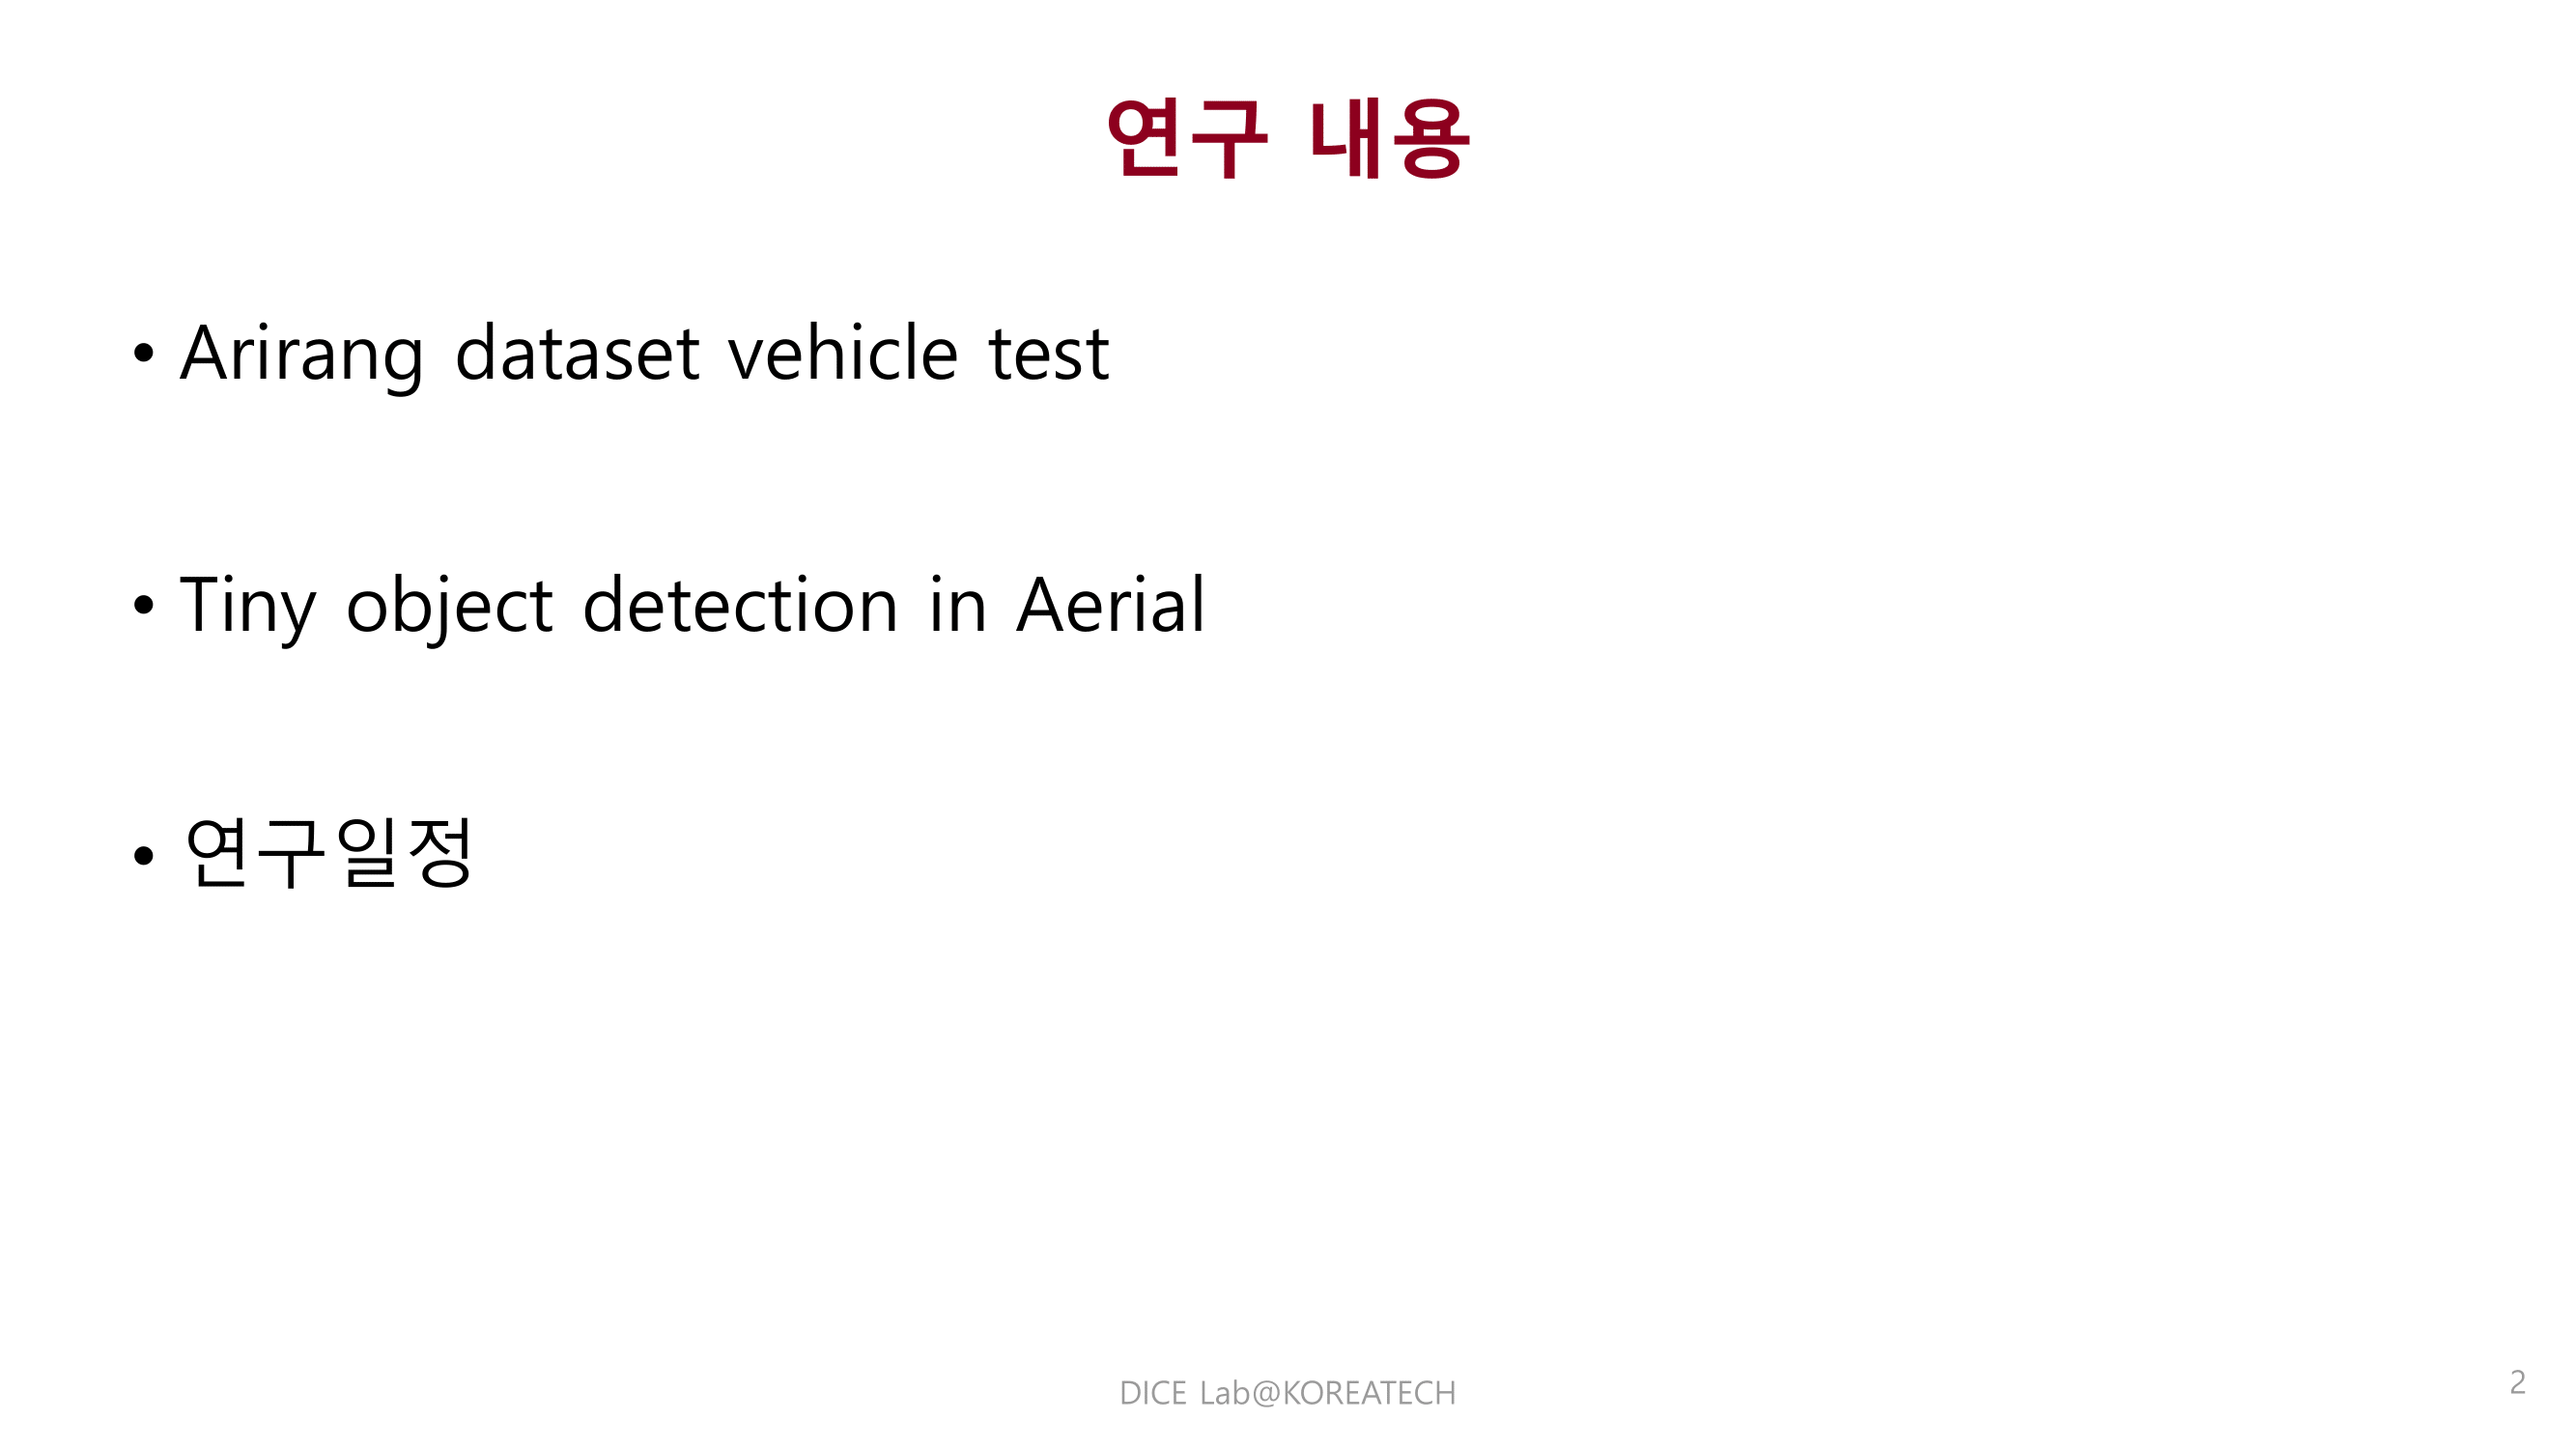 연구 내용
• Arirang dataset vehicle test
• Tiny object detection in Aerial
• 연구일정
DICE Lab@KOREATECH
2